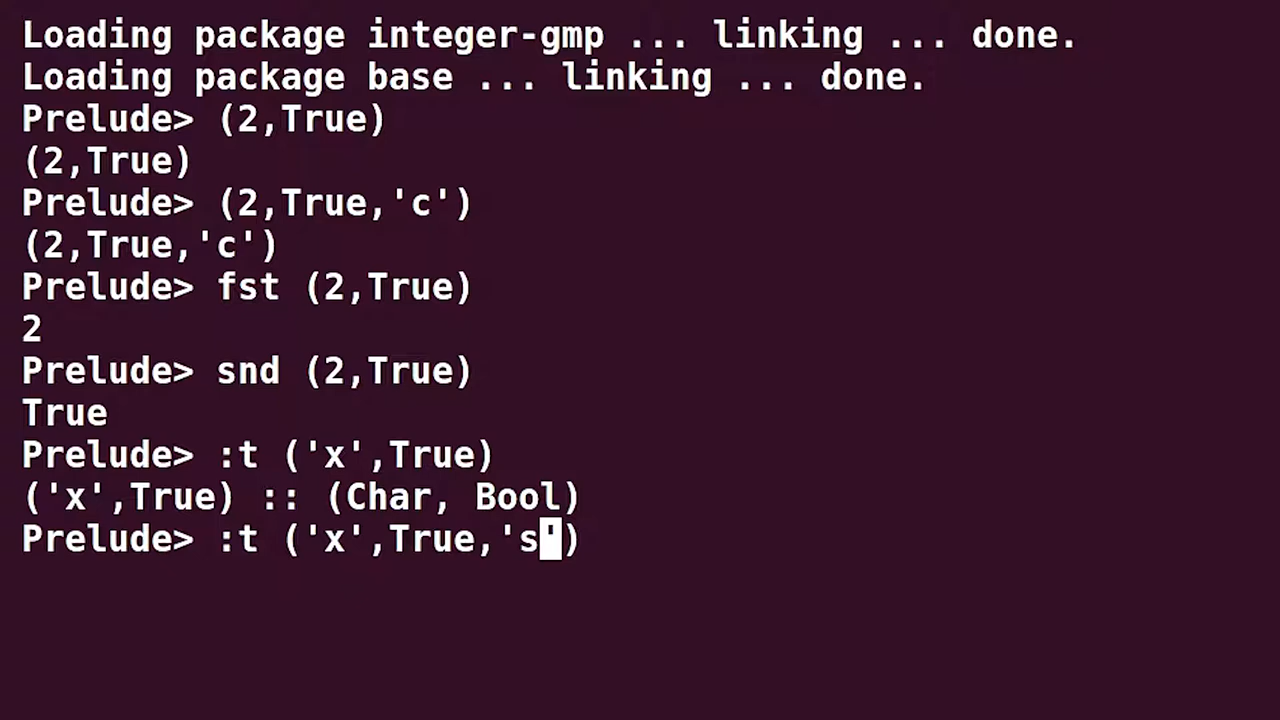 Loading package integer-gmp ... linking ... done.
Loading package base ... linking ... done.
Prelude> (2,True)
(2,True)
Prelude> (2,True,'c')
(2,True,'c')
Prelude> fst (2,True)
2
Prelude> snd (2,True)
True
Prelude> :t ('x',True)
('x',True) :: (Char, Bool)
Prelude> :t ('x',True,'s')